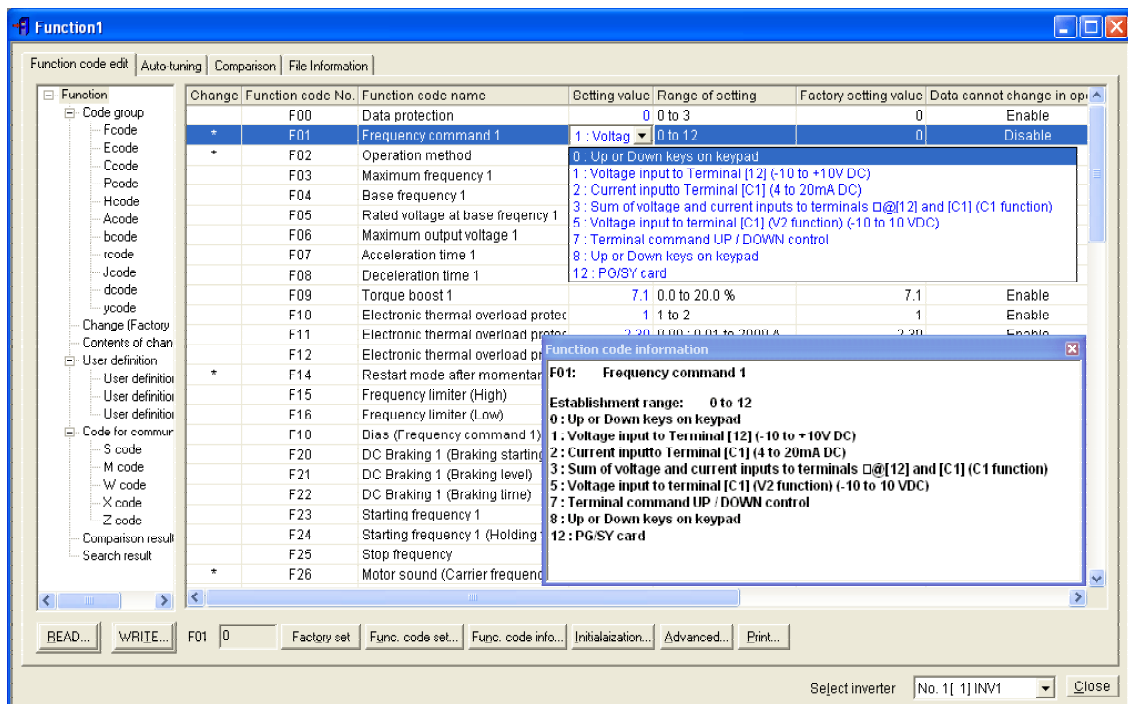 Function1
Function code edit Auto-tuning Comparison File Information
Function
Code group
Fcode
Ecode
Ccode
Pcode
Hcode
Acode
bcode
rcode
Jcode
dcode
ycode
Change (Factory
Contents of chan
User definition
User definition
User definition
User definition
Code for commun
S code
M code
W code
X code
Z code
Comparison result
Search result
Change Function code No. Function code name Setting value Range of setting Factory setting value Data cannot change in op
F00 Data protection 0 0 to 3 0 Enable
* F01 Frequency command 1 1 : Voltag 0 to 12 0 Disable
* F02 Operation method
F03 Maximum frequency 1
F04 Base frequency 1
F05 Rated voltage at base freqency 1
F06 Maximum output voltage 1
F07 Acceleration time 1
F08 Deceleration time 1
0 : Up or Down keys on keypad
1 : Voltage input to Terminal [12] (-10 to +10V DC)
2 : Current inputto Terminal [C1] (4 to 20mA DC)
3 : Sum of voltage and current inputs to terminals □@[12] and [C1] (C1 function)
5 : Voltage input to terminal [C1] (V2 function) (-10 to 10 VDC)
7 : Terminal command UP / DOWN control
8 : Up or Down keys on keypad
12 : PG/SY card
F09 Torque boost 1 7.1 0.0 to 20.0 % 7.1 Enable
F10 Electronic thermal overload protec 1 1 to 2 1 Enable
F11 Electronic thermal overload protec 2.30 0.00 ; 0.01 to 2000 A 2.30 Enable
F12 Electronic thermal overload pr
* F14 Restart mode after momentar
F15 Frequency limiter (High)
F16 Frequency limiter (Low)
F18 Bias (Frequency command 1)
F20 DC Braking 1 (Braking starting
F21 DC Braking 1 (Braking level)
F22 DC Braking 1 (Braking time)
F23 Starting frequency 1
F24 Starting frequency 1 (Holding
F25 Stop frequency
* F26 Motor sound (Carrier frequenc
Function code information
F01: Frequency command 1
Establishment range: 0 to 12
0 : Up or Down keys on keypad
1 : Voltage input to Terminal [12] (-10 to +10V DC)
2 : Current inputto Terminal [C1] (4 to 20mA DC)
3 : Sum of voltage and current inputs to terminals □@[12] and [C1] (C1 function)
5 : Voltage input to terminal [C1] (V2 function) (-10 to 10 VDC)
7 : Terminal command UP / DOWN control
8 : Up or Down keys on keypad
12 : PG/SY card
READ... WRITE... F01 0 Factory set Func. code set... Func. code info... Initialaization... Advanced... Print...
Select inverter No. 1[ 1] INV1 Close